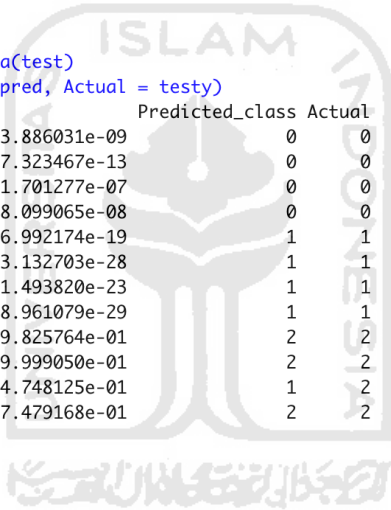 ISLAM
a(test)
pred, Actual = testy)
Predicted_class Actual
3.886031e-09 0 0
7.323467e-13 0 0
1.701277e-07 0 0
8.099065e-08 0 0
6.992174e-19 1 1
3.132703e-28 1 1
1.493820e-23 1 1
8.961079e-29 1 1
9.825764e-01 2 2
9.999050e-01 2 2
4.748125e-01 1 2
7.479168e-01 2 2
UNIVERSITAS
INDONESIA